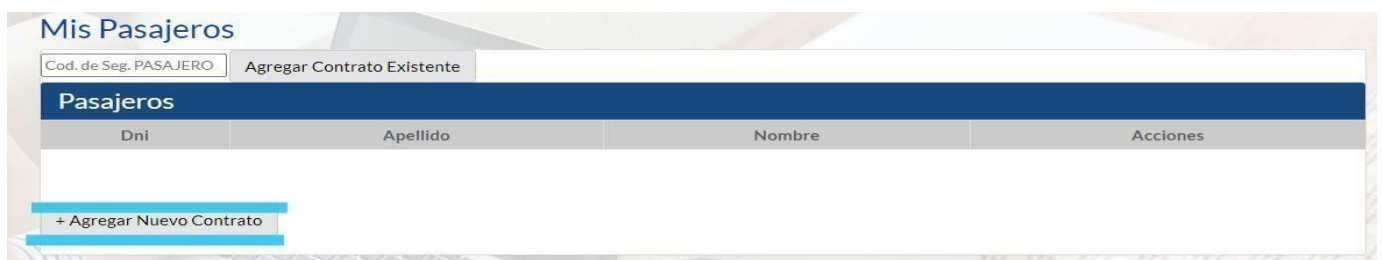 Mis Pasajeros
Cod. de Seg. PASAJERO Agregar Contrato Existente
Pasajeros
Dni Apellido Nombre Acciones
+ Agregar Nuevo Contrato